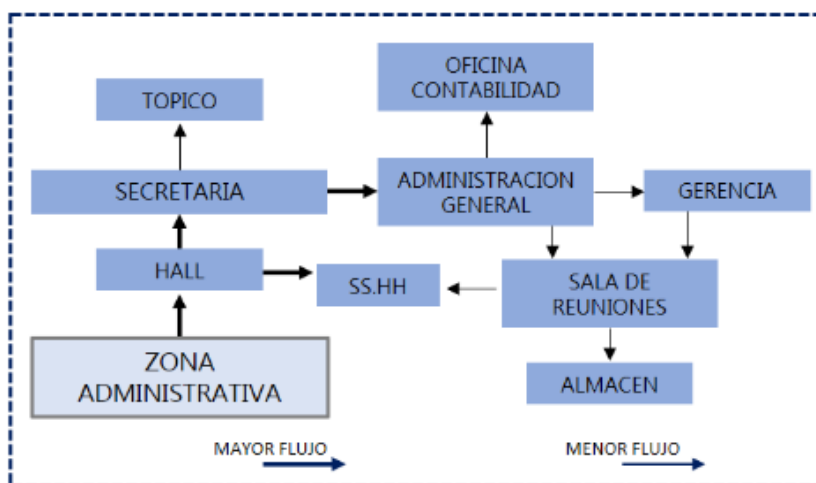 OFICINA
CONTABILIDAD
TOPICO
SECRETARIA
ADMINISTRACION
GENERAL
GERENCIA
HALL
SS.HH
SALA DE
REUNIONES
ZONA
ADMINISTRATIVA
ALMACEN
MAYOR FLUJO
MENOR FLUJO